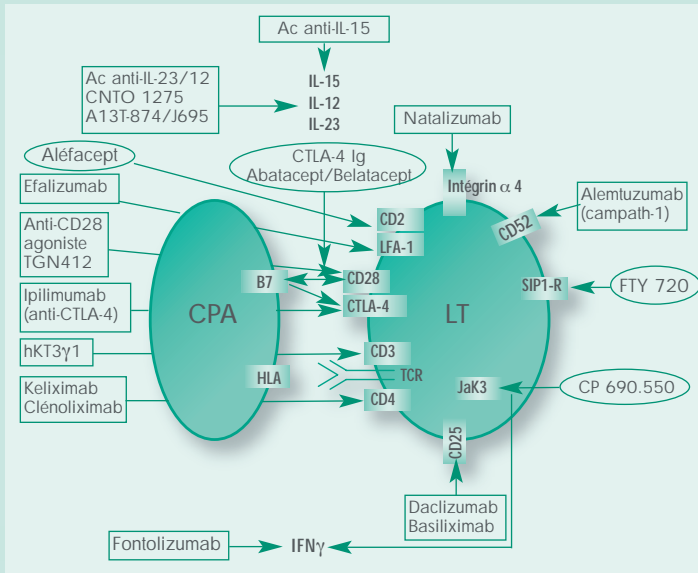 Ac anti-IL-15
Ac anti-IL-23/12
CNTO 1275
A13T-874/J695
IL-15
IL-12
IL-23
Natalizumab
Aléfacept
CTLA-4 Ig
Abatacept/Belatacept
Efalizumab
Intégrin α 4
Alemtuzumab
(campath-1)
CD2
CD52
LFA-1
Anti-CD28
agoniste
TGN412
B7
CD28
SIP1-R
FTY 720
Ipilimumab
(anti-CTLA-4)
CPA
CTLA-4
LT
hKT3γ1
CD3
HLA
TCR
JaK3
CP 690.550
Keliximab
Clénoliximab
CD4
CD25
Daclizumab
Basiliximab
Fontolizumab
IFNγ